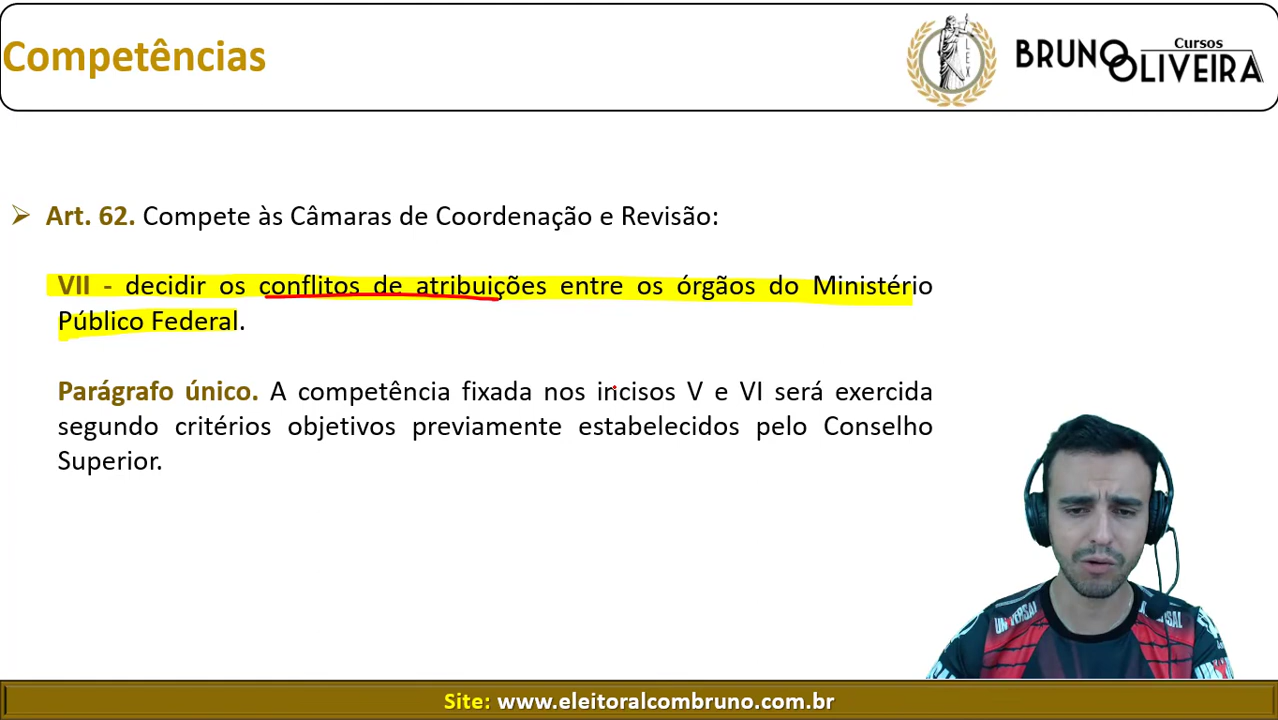 Competências
LEX
Cursos
BRUNO
OLIVEIRA
Art. 62. Compete às Câmaras de Coordenação e Revisão:
VII - decidir os conflitos de atribuições entre os órgãos do Ministério
Público Federal.
Parágrafo único. A competência fixada nos incisos V e VI será exercida
segundo critérios objetivos previamente estabelecidos pelo Conselho
Superior.
UNIVERSAL
Site: www.eleitoralcombruno.com.br